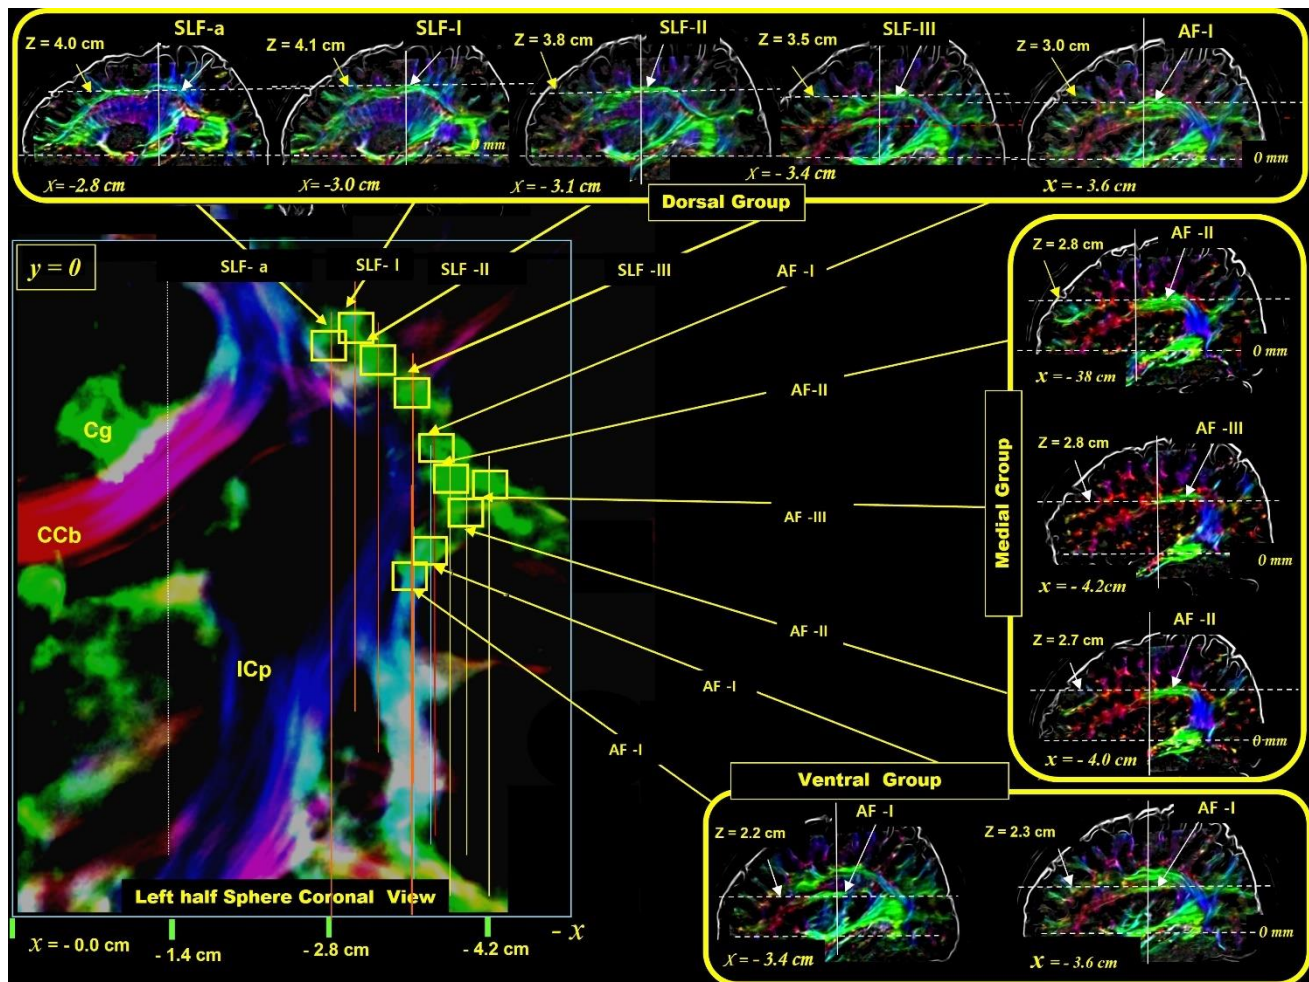 SLF-a
SLF-I
SLF-II
SLF-III
AF-I
Z = 4.0 cm
Z = 4.1 cm
Z = 3.8 cm
Z = 3.5 cm
Z = 3.0 cm
0 mm
0 mm
X= -2.8 cm
X= -3.0 cm
X= - 3.1 cm
X= - 3.4 cm
x = - 3.6 cm
Dorsal Group
y = 0
SLF- a
SLF- I
SLF -II
SLF -III
AF -I
AF-II
AF -III
AF -II
AF -I
AF -I
Cg
CCb
ICp
Left half Sphere Coronal View
X = - 0.0 cm
- 1.4 cm
- 2.8 cm
- 4.2 cm
- x
Medial Group
AF -II
Z = 2.8 cm
0 mm
x = - 38 cm
AF -III
Z = 2.8 cm
0 mm
x = - 4.2cm
AF -II
Z = 2.7 cm
0 mm
x = - 4.0 cm
Ventral Group
AF -I
AF -I
Z = 2.2 cm
Z = 2.3 cm
0 mm
X= - 3.4 cm
x = - 3.6 cm